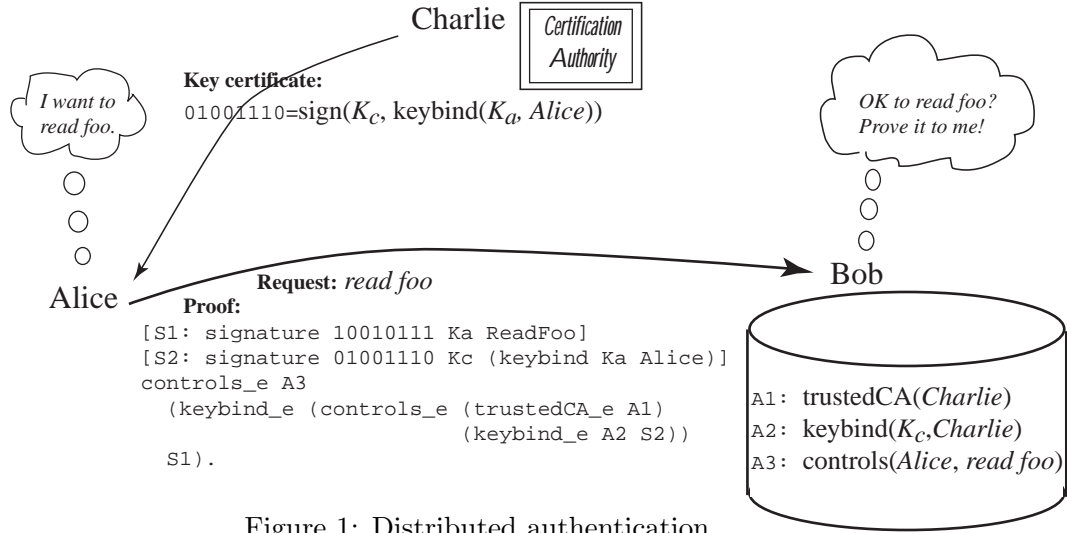 Charlie
Certification
Authority
Key certificate:
01001110=sign(Kc, keybind(Ka, Alice))
I want to
read foo.
OK to read foo?
Prove it to me!
Alice
Request: read foo
Bob
Proof:
[S1: signature 10010111 Ka ReadFoo]
[S2: signature 01001110 Kc (keybind Ka Alice)]
controls_e A3
(keybind_e (controls_e (trustedCA_e A1)
(keybind_e A2 S2))
S1).
A1: trustedCA(Charlie)
A2: keybind(Kc,Charlie)
A3: controls(Alice, read foo)
Figure 1: Distributed authentication